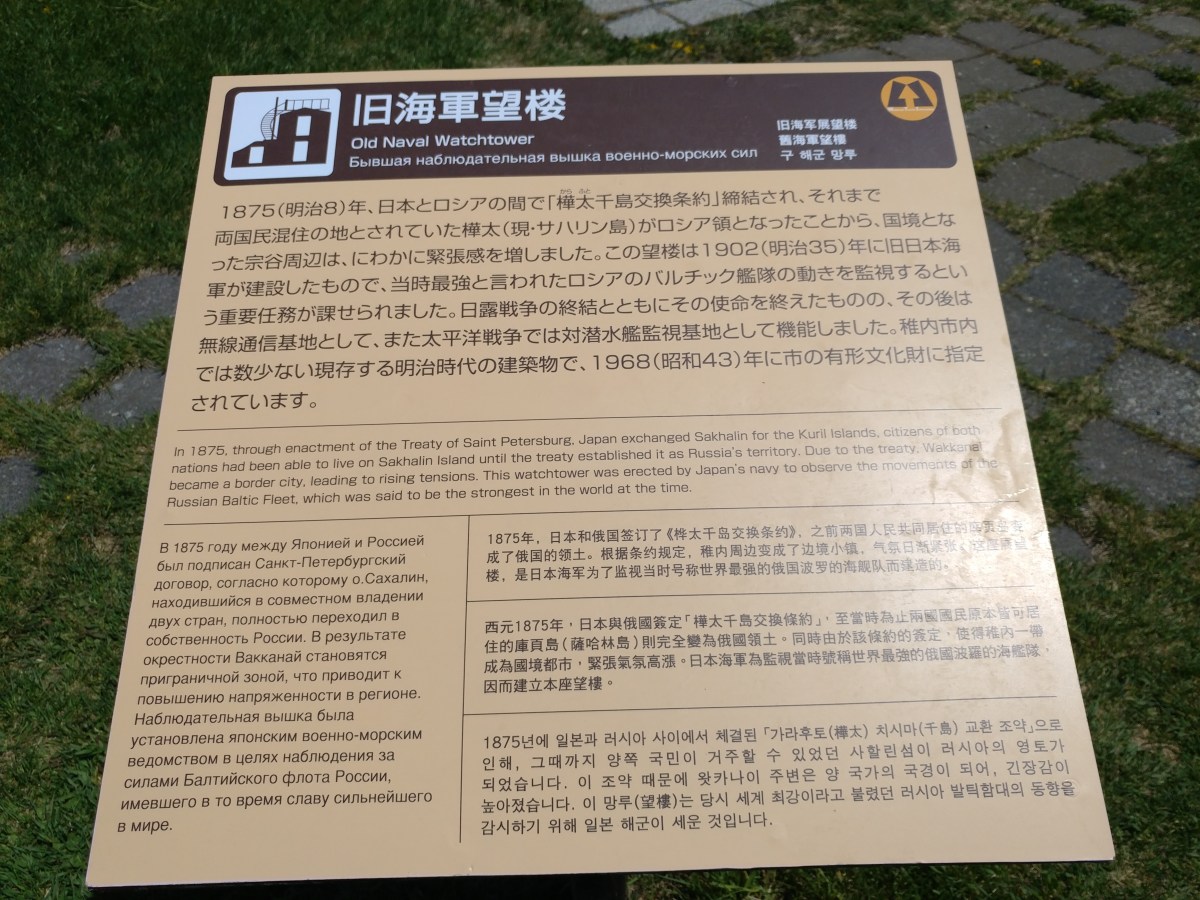 旧海軍望楼
Old Naval Watchtower
Бывшая наблюдательная вышка военно-морских сил
旧海军展望楼
舊海軍望樓
구 해군 망루
からふと
1875(明治8)年、日本とロシアの間で「樺太千島交換条約」締結され、それまで
両国民混住の地とされていた樺太(現・サハリン島)がロシア領となったことから、国境とな
った宗谷周辺は、にわかに緊張感を増しました。この望楼は1902(明治35)年に旧日本海
軍が建設したもので、当時最強と言われたロシアのバルチック艦隊の動きを監視するとい
う重要任務が課せられました。日露戦争の終結とともにその使命を終えたものの、その後は
無線通信基地として、また太平洋戦争では対潜水艦監視基地として機能しました。稚内市内
では数少ない現存する明治時代の建築物で、1968(昭和43)年に市の有形文化財に指定
されています。
In 1875, through enactment of the Treaty of Saint Petersburg, Japan exchanged Sakhalin for the Kuril Islands, citizens of both
nations had been able to live on Sakhalin Island until the treaty established it as Russia's territory. Due to the treaty, Wakkanai
became a border city, leading to rising tensions. This watchtower was erected by Japan's navy to observe the movements of the
Russian Baltic Fleet, which was said to be the strongest in the world at the time.
В 1875 году между Японией и Россией
был подписан Санкт-Петербургский
договор, согласно которому о.Сахалин,
находившийся в совместном владении
двух стран, полностью переходил в
собственность России. В результате
окрестности Вакканай становятся
приграничной зоной, что приводит к
повышению напряженности в регионе.
Наблюдательная вышка была
установлена японским военно-морским
ведомством в целях наблюдения за
силами Балтийского флота России,
имевшего в то время славу сильнейшего
в мире.
1875年，日本和俄国签订了《桦太千岛交换条约》，之前两国人民共同居住的库页岛变
成了俄国的领土。根据条约规定，稚内周边变成了边境小镇，气氛日渐紧张。这座展望
楼，是日本海军为了监视当时号称世界最强的俄国波罗的海舰队而建造的。
西元1875年，日本與俄國簽定「樺太千島交換條約」，至當時為止兩國國民原本皆可居
住的庫頁島（薩哈林島）則完全變為俄國領土。同時由於該條約的簽定，使得稚內一帶
成為國境都市，緊張氣氛高漲。日本海軍為監視當時號稱世界最強的俄國波羅的海艦隊，
因而建立本座望樓。
1875년에 일본과 러시아 사이에서 체결된 「가라후토(樺太) 치시마(千島) 교환 조약」으로
인해, 그때까지 양쪽 국민이 거주할 수 있었던 사할린섬이 러시아의 영토가
되었습니다. 이 조약 때문에 왓카나이 주변은 양 국가의 국경이 되어, 긴장감이
높아졌습니다. 이 망루(望樓)는 당시 세계 최강이라고 불렸던 러시아 발틱함대의 동향을
감시하기 위해 일본 해군이 세운 것입니다.